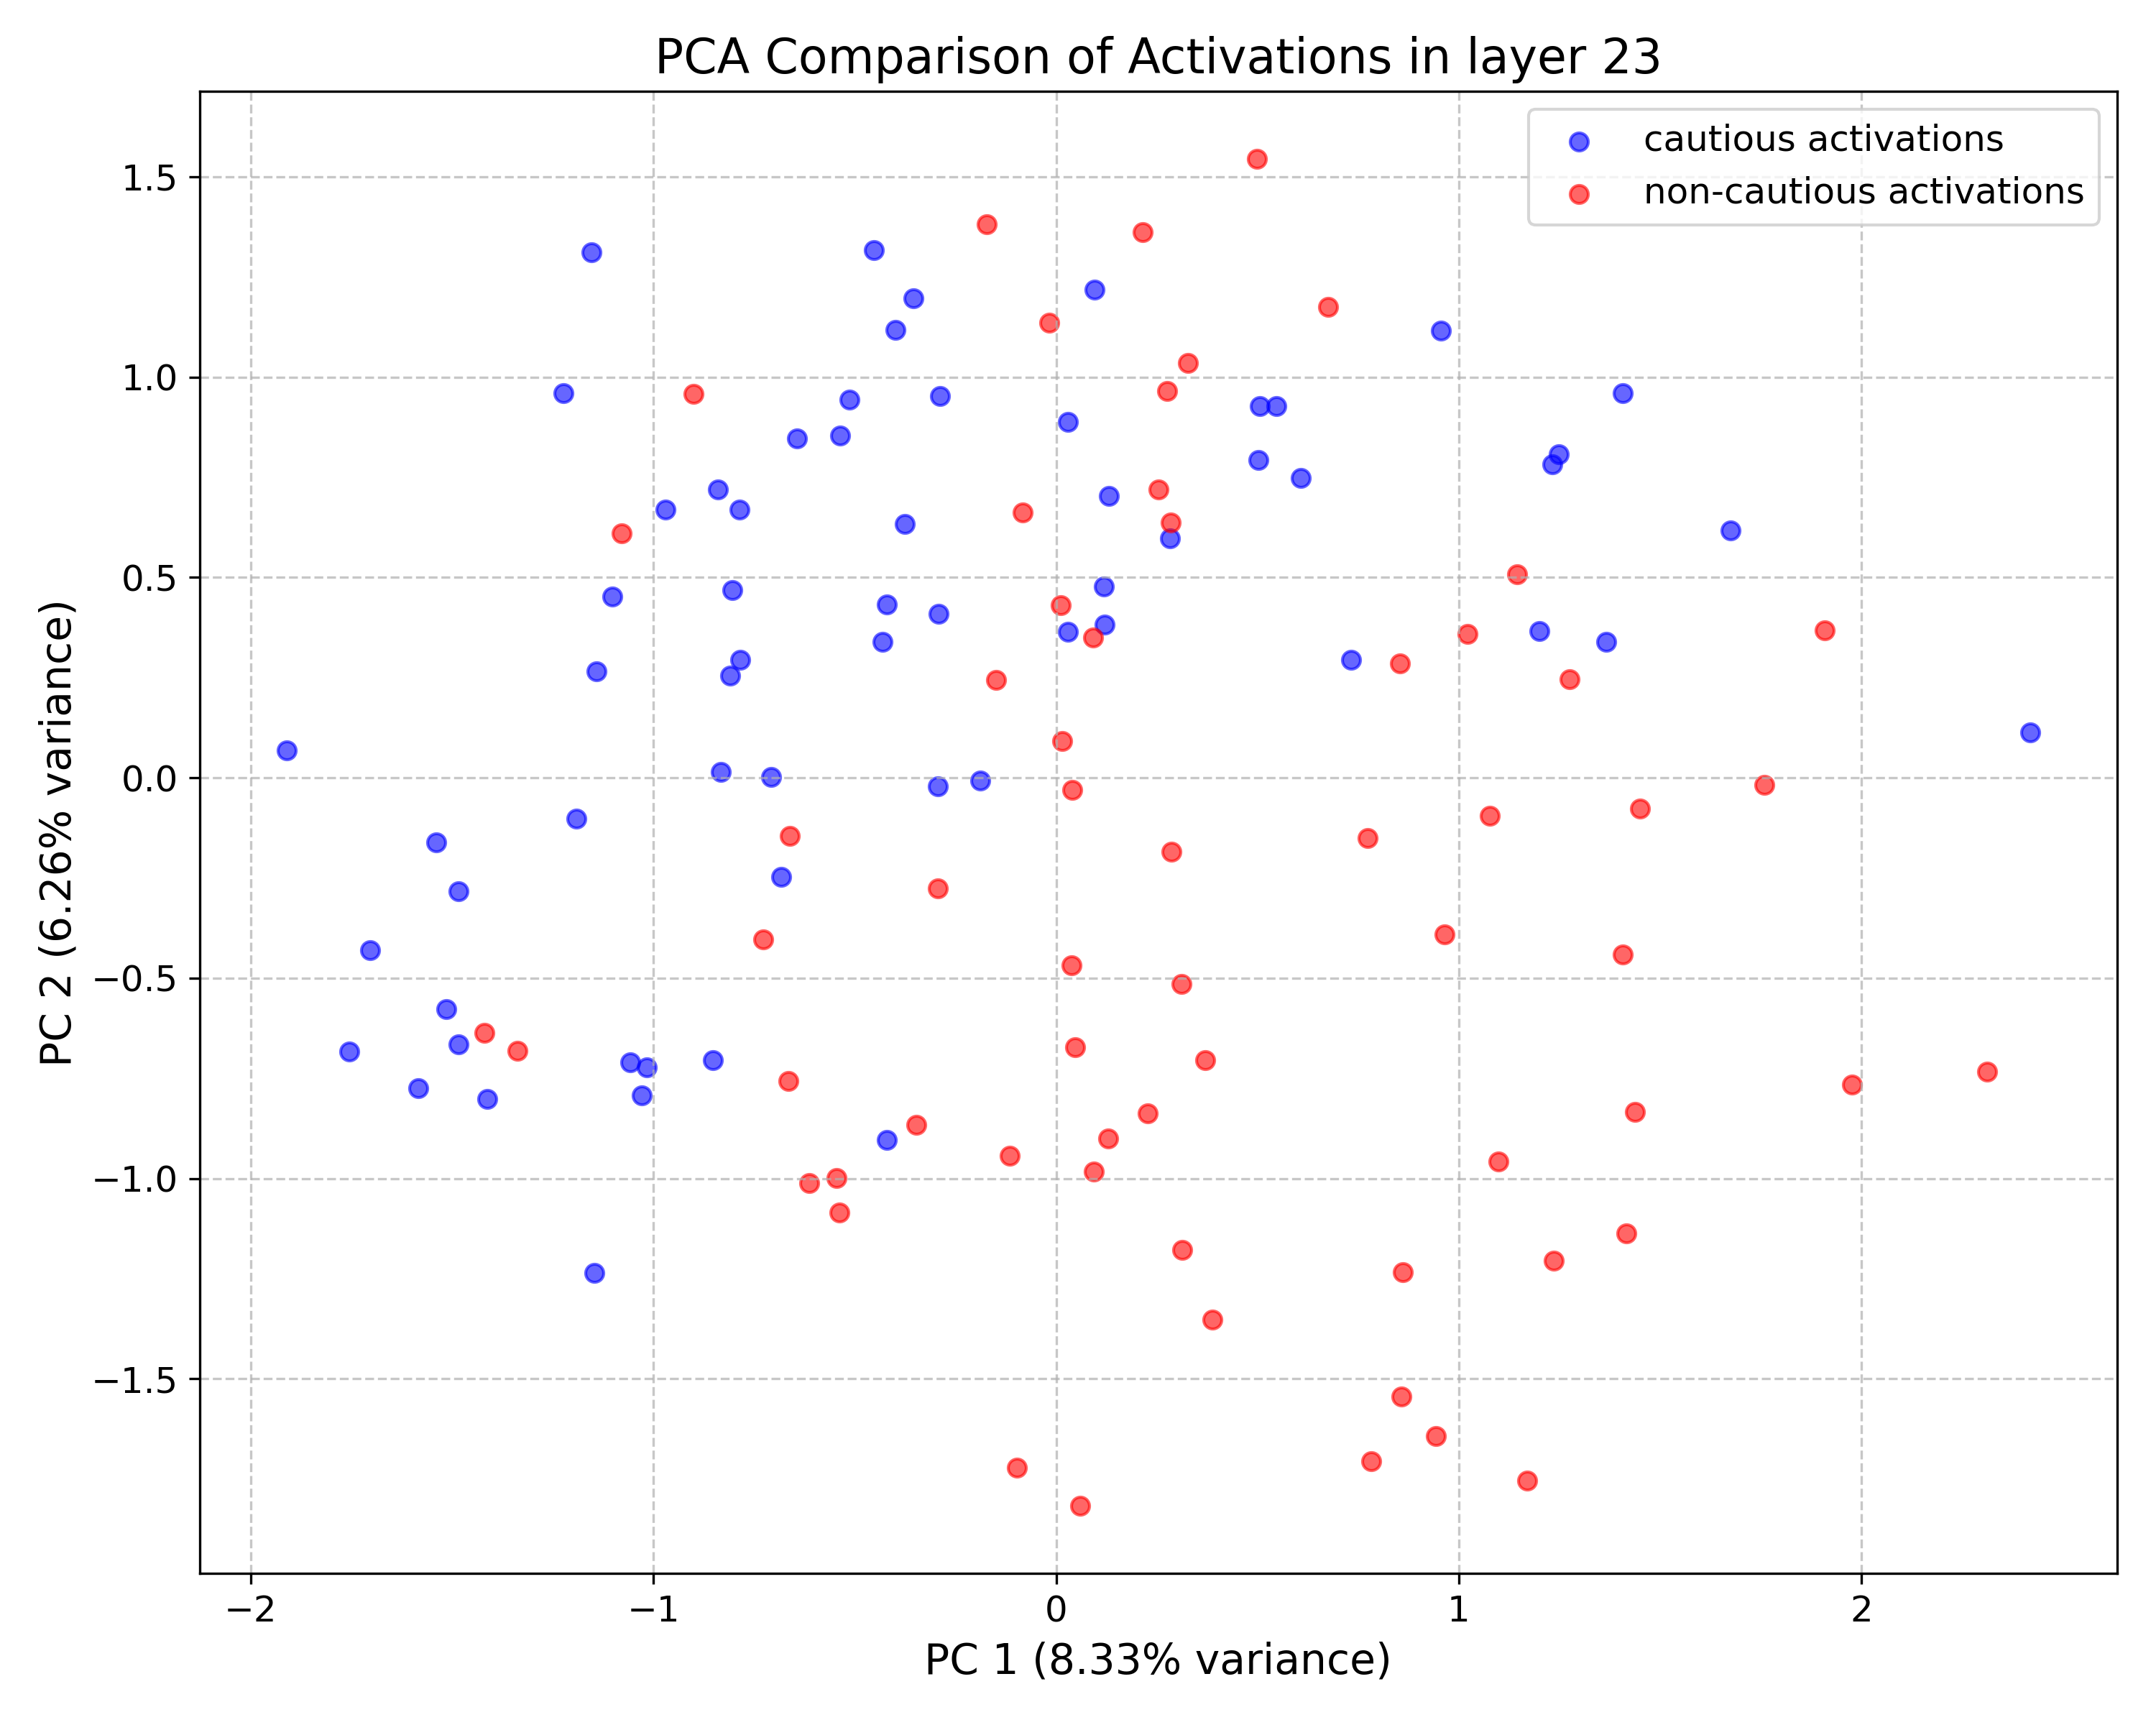 PCA Comparison of Activations in layer 23
cautious activations
non-cautious activations
1.5
1.0
0.5
0.0
−0.5
−1.0
−1.5
PC 2 (6.26% variance)
−2
−1
0
1
2
PC 1 (8.33% variance)